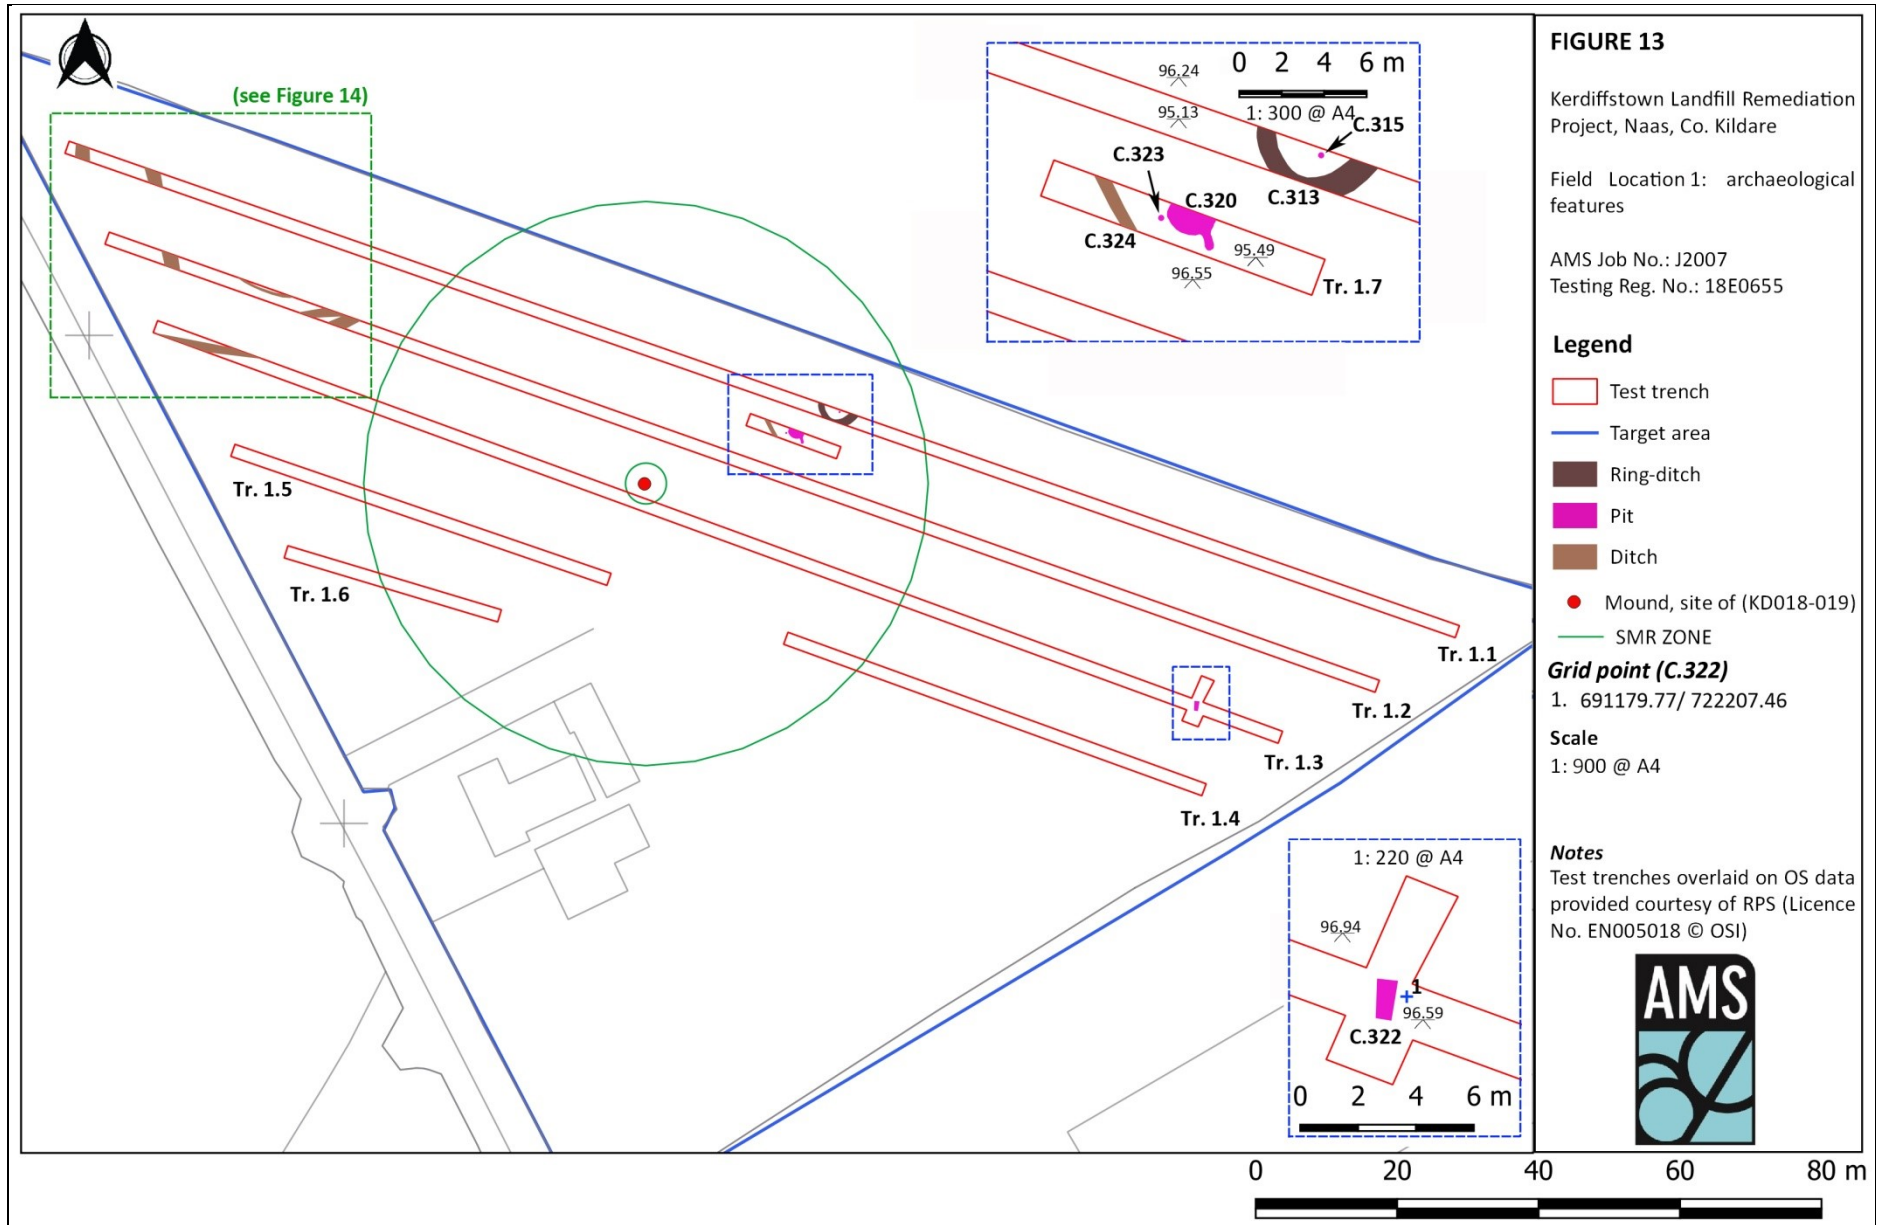 (see Figure 14)
96.24
0 2 4 6 m
95.13
1: 300 @ A4
C.315
C.323
C.320
C.313
C.324
95.49
96.55
Tr. 1.7
Tr. 1.5
Tr. 1.6
Tr. 1.1
Tr. 1.2
Tr. 1.3
Tr. 1.4
1: 220 @ A4
96.94
1
96.59
C.322
0 2 4 6 m
FIGURE 13
Kerdiffstown Landfill Remediation
Project, Naas, Co. Kildare
Field Location 1: archaeological
features
AMS Job No.: J2007
Testing Reg. No.: 18E0655
Legend
Test trench
Target area
Ring-ditch
Pit
Ditch
Mound, site of (KD018-019)
SMR ZONE
Grid point (C.322)
1. 691179.77/ 722207.46
Scale
1: 900 @ A4
Notes
Test trenches overlaid on OS data
provided courtesy of RPS (Licence
No. EN005018 © OSI)
AMS
0 20 40 60 80 m